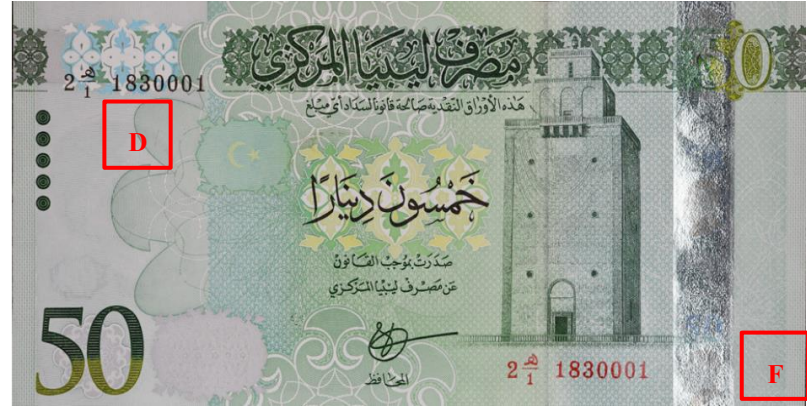 مصرف ليبيا المركزي
50
2 هـ/1 1830001
هذه الأوراق النقدية صالحة قانونا لسداد أي مبلغ
D
خمسون دينارًا
صدرت بموجب القانون
عن مصرف ليبيا المركزي
50
المحافظ
2 هـ/1 1830001
F